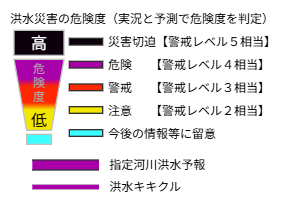 洪水災害の危険度（実況と予測で危険度を判定）
高
危険度
低
災害切迫【警戒レベル５相当】
危険　【警戒レベル４相当】
警戒　【警戒レベル３相当】
注意　【警戒レベル２相当】
今後の情報等に留意
指定河川洪水予報
洪水キキクル